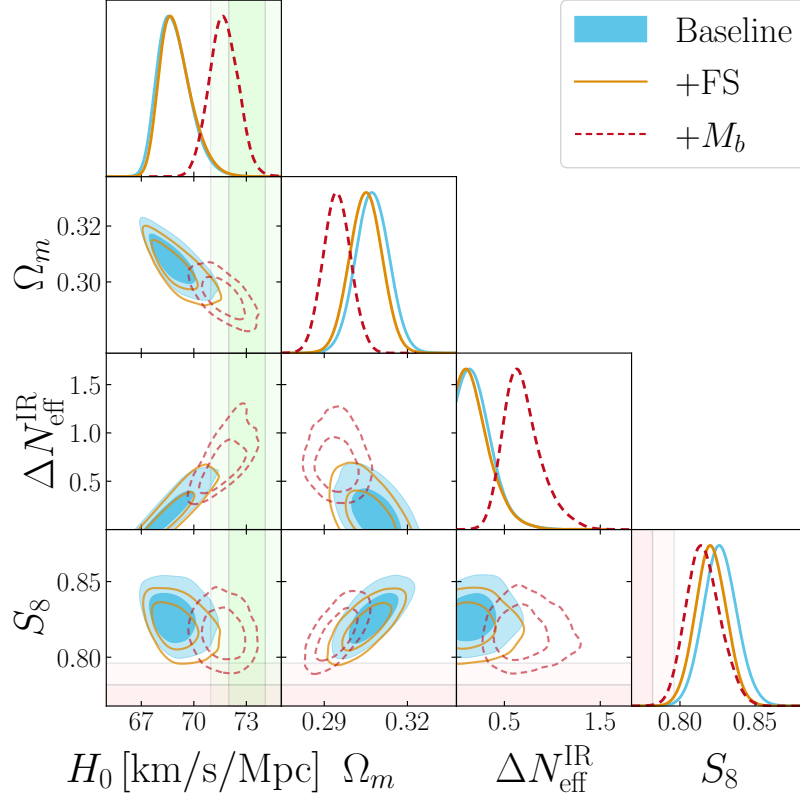 Baseline
+FS
+M_b
0.32
0.30
Ω_m
1.5
1.0
0.5
ΔN_eff^IR
0.85
0.80
S_8
67 70 73 0.29 0.32 0.5 1.5 0.80 0.85
H_0 [km/s/Mpc] Ω_m ΔN_eff^IR S_8